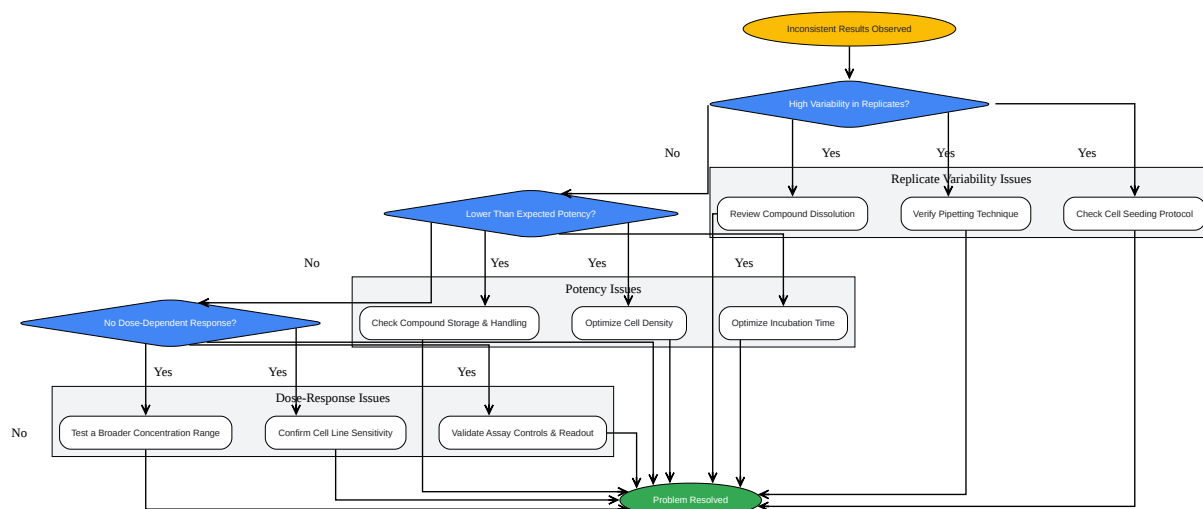 Inconsistent Results Observed
High Variability in Replicates?
No
Yes
Yes
Yes
Replicate Variability Issues
Review Compound Dissolution
Verify Pipetting Technique
Check Cell Seeding Protocol
Lower Than Expected Potency?
No
Yes
Yes
Yes
Potency Issues
Check Compound Storage & Handling
Optimize Cell Density
Optimize Incubation Time
No Dose-Dependent Response?
Yes
Yes
Yes
Dose-Response Issues
No
Test a Broader Concentration Range
Confirm Cell Line Sensitivity
Validate Assay Controls & Readout
Problem Resolved